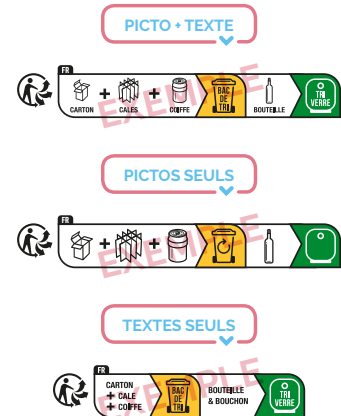 PICTO + TEXTE
FR
CARTON + CALES + COIFFE
BAC
DE
TRI
BOUTEILLE
TRI
VERRE
EXEMPLE
PICTOS SEULS
FR
+ +
EXEMPLE
TEXTES SEULS
FR
CARTON
+ CALE
+ COIFFE
BAC
DE
TRI
BOUTEILLE
& BOUCHON
TRI
VERRE
EXEMPLE